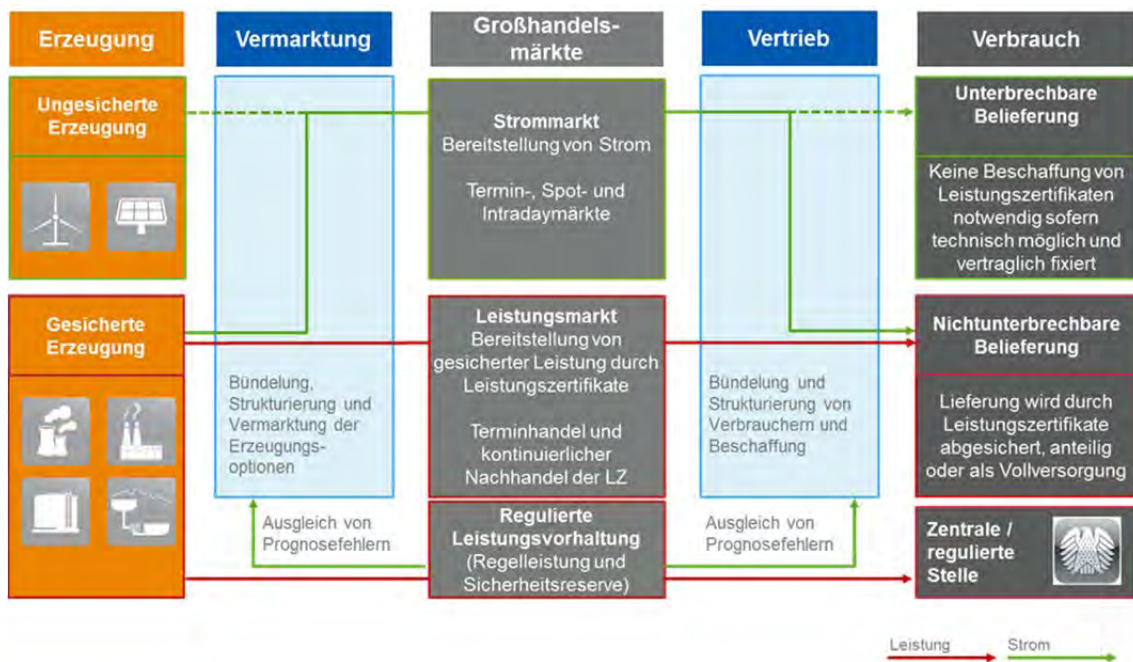 Erzeugung
Vermarktung
Großhandels-
märkte
Vertrieb
Verbrauch
Ungesicherte
Erzeugung
Strommarkt
Bereitstellung von Strom
Termin-, Spot- und
Intradaymärkte
Unterbrechbare
Belieferung
Keine Beschaffung von
Leistungszertifikaten
notwendig sofern
technisch möglich und
vertraglich fixiert
Gesicherte
Erzeugung
Bündelung,
Strukturierung und
Vermarktung der
Erzeugungs-
optionen
Leistungsmarkt
Bereitstellung von
gesicherter Leistung durch
Leistungszertifikate
Terminhandel und
kontinuierlicher
Nachhandel der LZ
Bündelung und
Strukturierung von
Verbrauchern und
Beschaffung
Nichtunterbrechbare
Belieferung
Lieferung wird durch
Leistungszertifikate
abgesichert, anteilig
oder als Vollversorgung
Ausgleich von
Prognosefehlern
Regulierte
Leistungsvorhaltung
(Regelleistung und
Sicherheitsreserve)
Ausgleich von
Prognosefehlern
Zentrale /
regulierte
Stelle
Leistung
Strom